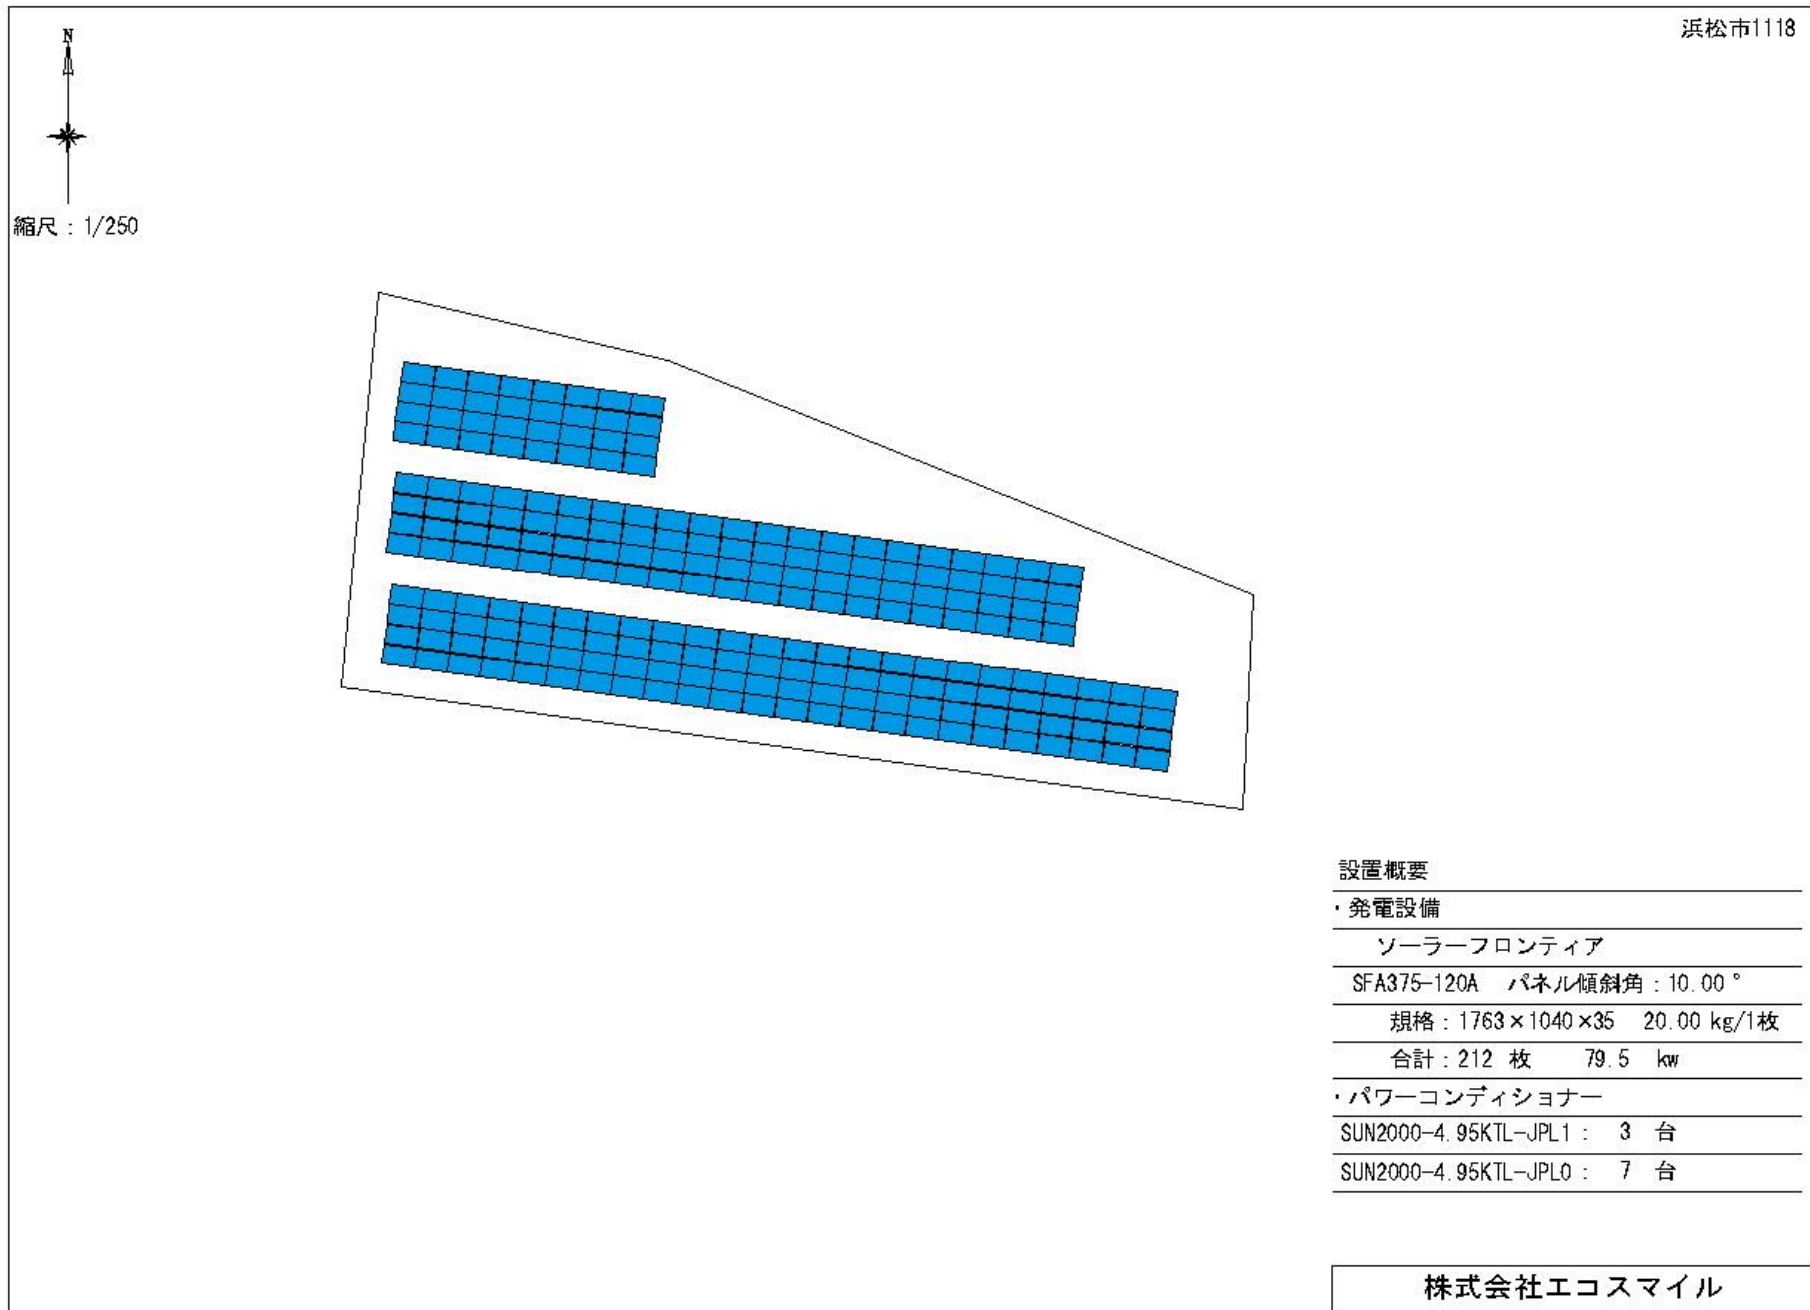 浜松市1118
N
縮尺：1/250
設置概要
・発電設備
ソーラーフロンティア
SFA375-120A パネル傾斜角：10.00°
規格：1763×1040×35 20.00 kg/1枚
合計：212 枚 79.5 kw
・パワーコンディショナー
SUN2000-4.95KTL-JPL1： 3 台
SUN2000-4.95KTL-JPL0： 7 台
株式会社エコスマイル